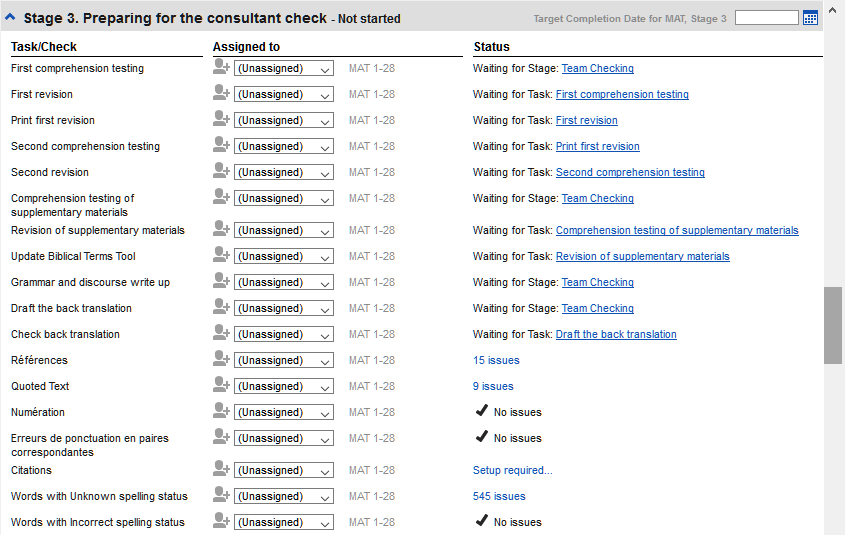 Stage 3. Preparing for the consultant check - Not started Target Completion Date for MAT, Stage 3
Task/Check Assigned to Status
First comprehension testing (Unassigned) MAT 1-28 Waiting for Stage: Team Checking
First revision (Unassigned) MAT 1-28 Waiting for Task: First comprehension testing
Print first revision (Unassigned) MAT 1-28 Waiting for Task: First revision
Second comprehension testing (Unassigned) MAT 1-28 Waiting for Task: Print first revision
Second revision (Unassigned) MAT 1-28 Waiting for Task: Second comprehension testing
Comprehension testing of (Unassigned) MAT 1-28 Waiting for Stage: Team Checking
supplementary materials
Revision of supplementary materials (Unassigned) MAT 1-28 Waiting for Task: Comprehension testing of supplementary materials
Update Biblical Terms Tool (Unassigned) MAT 1-28 Waiting for Task: Revision of supplementary materials
Grammar and discourse write up (Unassigned) MAT 1-28 Waiting for Stage: Team Checking
Draft the back translation (Unassigned) MAT 1-28 Waiting for Stage: Team Checking
Check back translation (Unassigned) MAT 1-28 Waiting for Task: Draft the back translation
Références (Unassigned) MAT 1-28 15 issues
Quoted Text (Unassigned) MAT 1-28 9 issues
Numération (Unassigned) MAT 1-28 No issues
Erreurs de ponctuation en paires (Unassigned) MAT 1-28 No issues
correspondantes
Citations (Unassigned) MAT 1-28 Setup required...
Words with Unknown spelling status (Unassigned) MAT 1-28 545 issues
Words with Incorrect spelling status (Unassigned) MAT 1-28 No issues